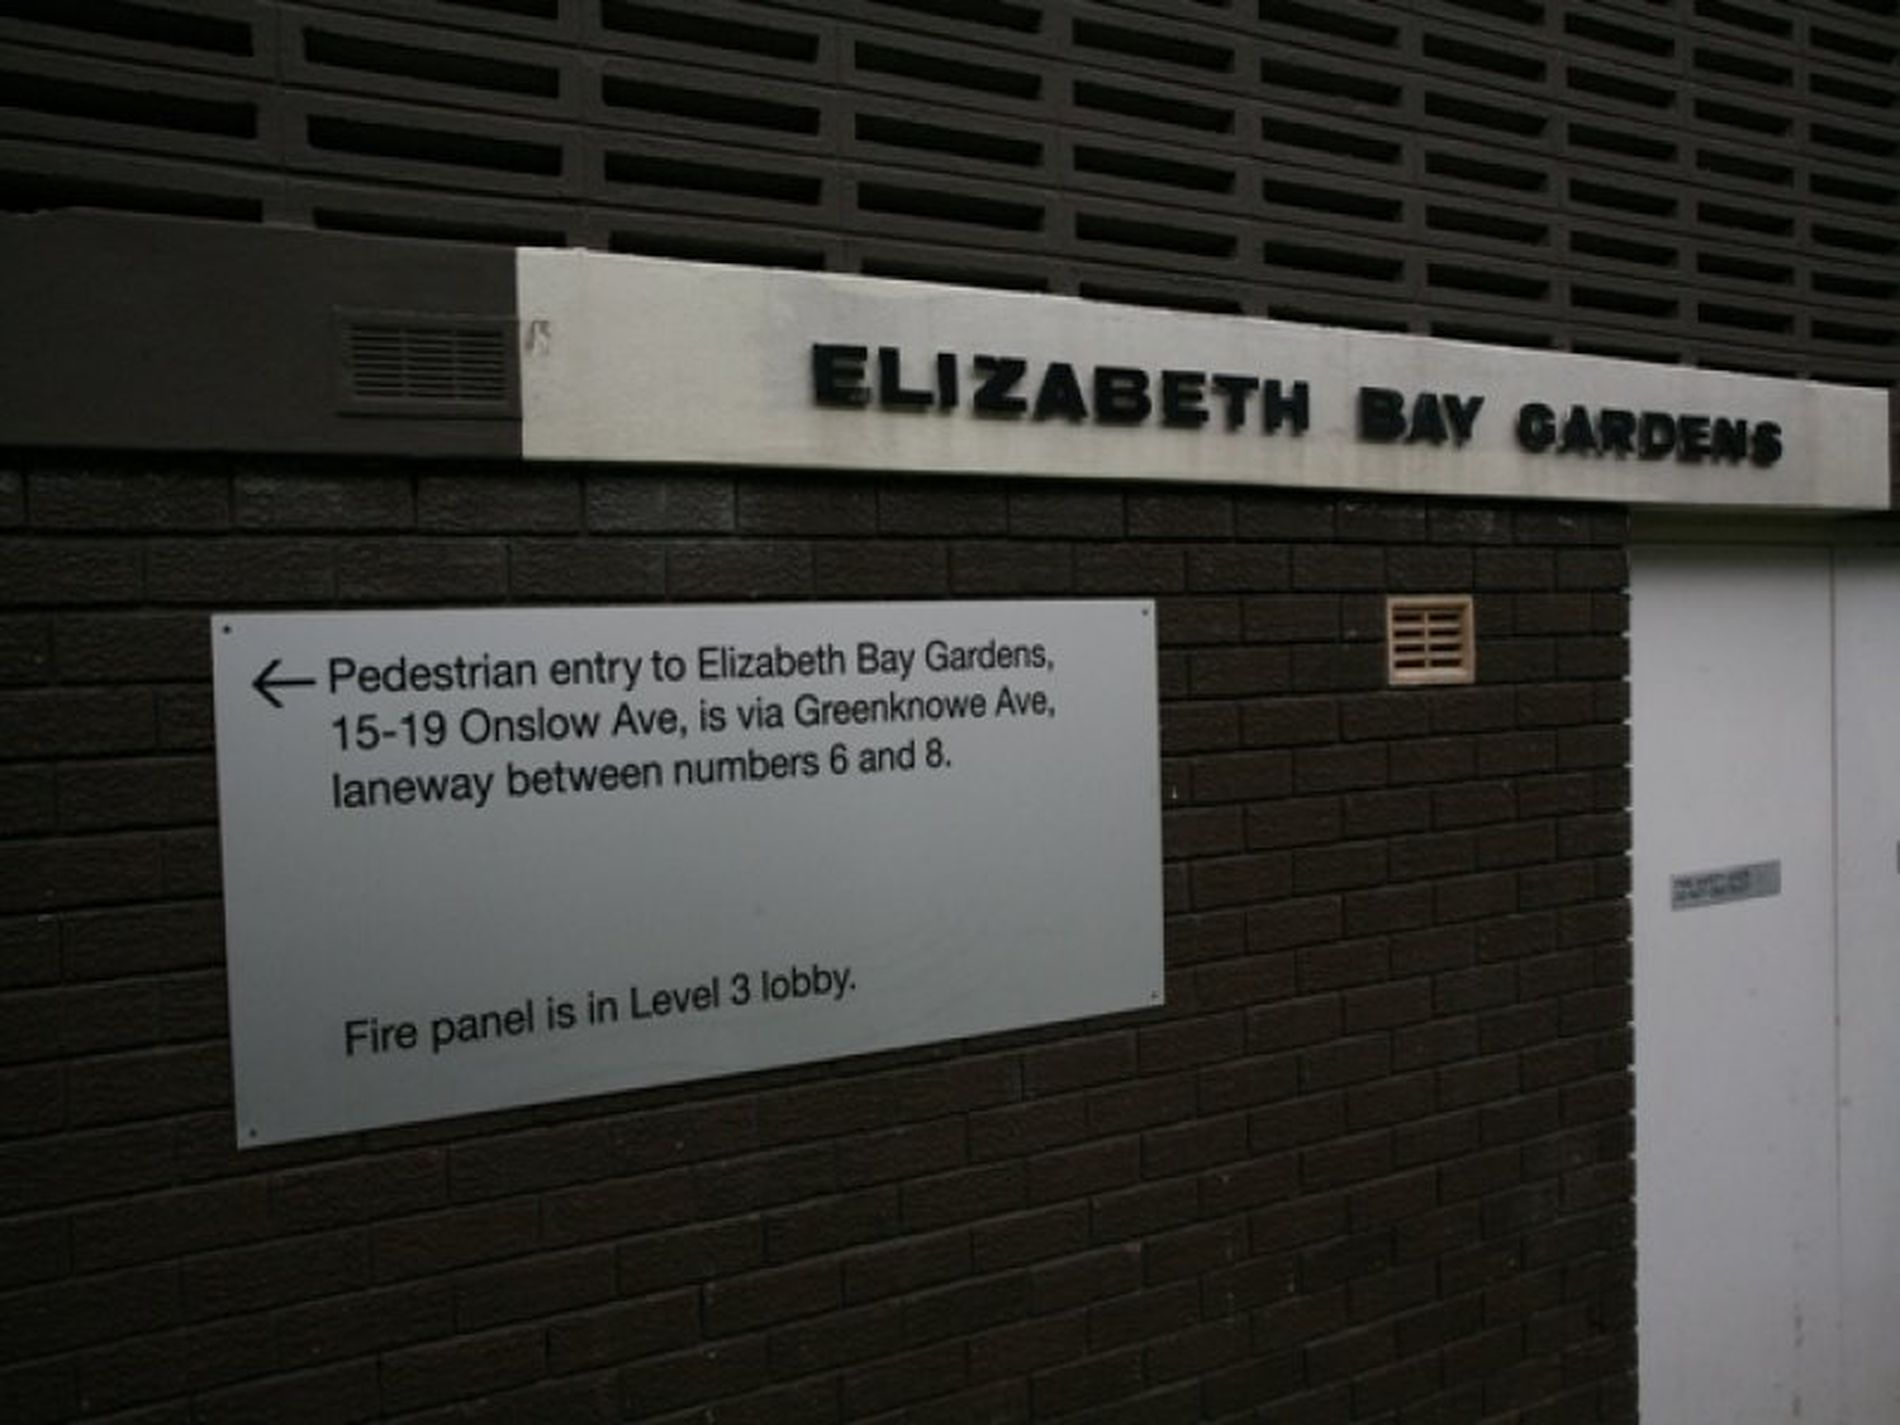 ELIZABETH BAY GARDENS
← Pedestrian entry to Elizabeth Bay Gardens,
15-19 Onslow Ave, is via Greenknowe Ave,
laneway between numbers 6 and 8.
Fire panel is in Level 3 lobby.